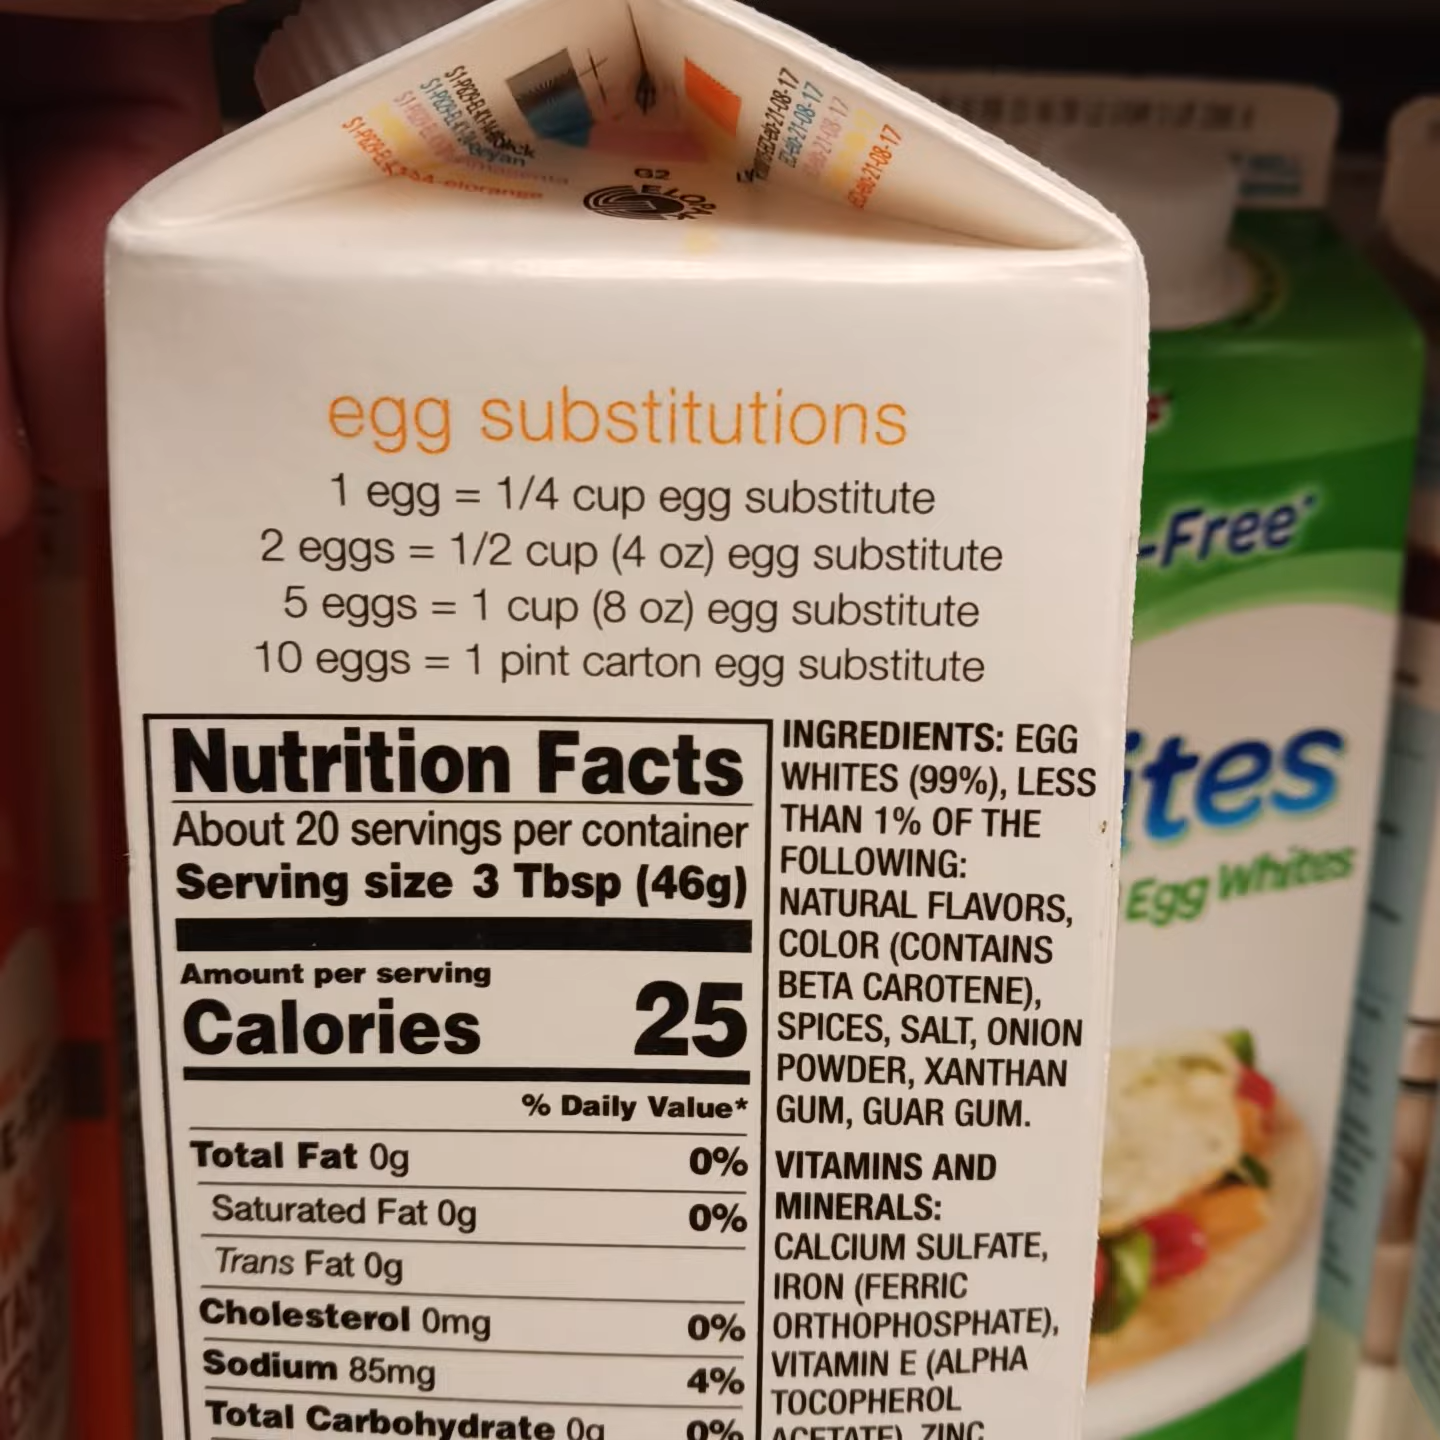 G2
ELOPAK
egg substitutions
1 egg = 1/4 cup egg substitute
2 eggs = 1/2 cup (4 oz) egg substitute
5 eggs = 1 cup (8 oz) egg substitute
10 eggs = 1 pint carton egg substitute
Nutrition Facts
About 20 servings per container
Serving size 3 Tbsp (46g)
Amount per serving
Calories 25
% Daily Value*
Total Fat 0g 0%
Saturated Fat 0g 0%
Trans Fat 0g
Cholesterol 0mg 0%
Sodium 85mg 4%
Total Carbohydrate 0g 0%
INGREDIENTS: EGG
WHITES (99%), LESS
THAN 1% OF THE
FOLLOWING:
NATURAL FLAVORS,
COLOR (CONTAINS
BETA CAROTENE),
SPICES, SALT, ONION
POWDER, XANTHAN
GUM, GUAR GUM.
VITAMINS AND
MINERALS:
CALCIUM SULFATE,
IRON (FERRIC
ORTHOPHOSPHATE),
VITAMIN E (ALPHA
TOCOPHEROL
ACETATE), ZINC
-Free*
ites
Egg Whites